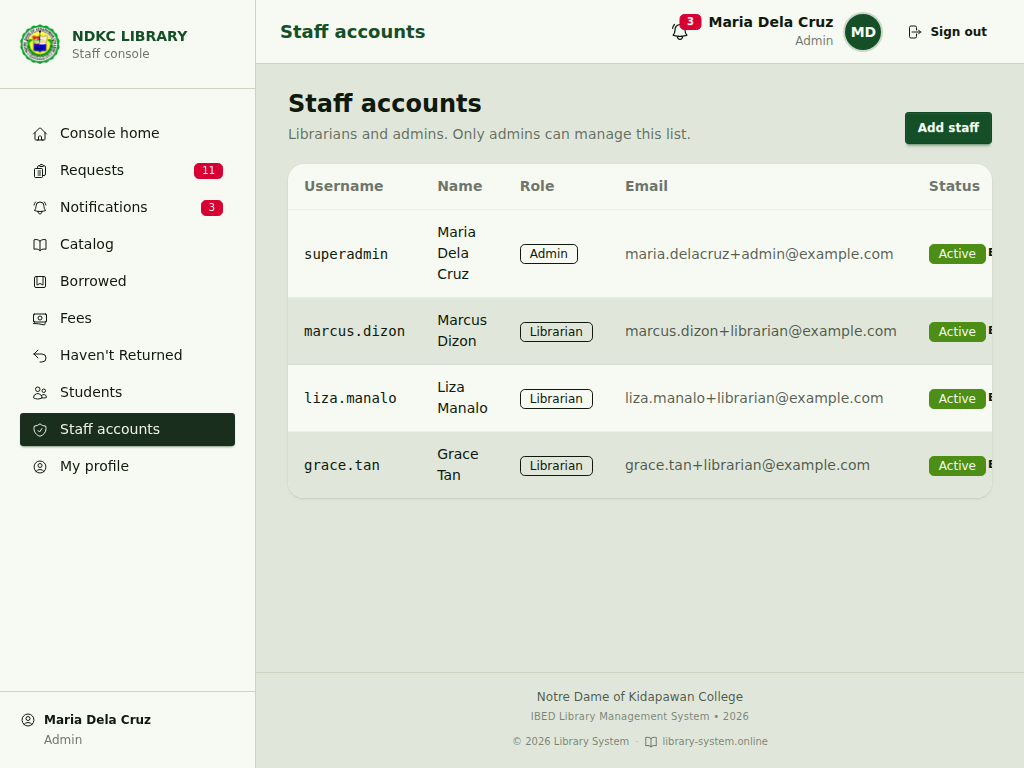 NDKC LIBRARY
Staff console
Console home
Requests 11
Notifications 3
Catalog
Borrowed
Fees
Haven't Returned
Students
Staff accounts
My profile
Maria Dela Cruz
Admin
Staff accounts
3
Maria Dela Cruz
Admin
MD
Sign out
Staff accounts
Librarians and admins. Only admins can manage this list.
Add staff
Username Name Role Email Status
superadmin Maria Dela Cruz Admin maria.delacruz+admin@example.com Active
marcus.dizon Marcus Dizon Librarian marcus.dizon+librarian@example.com Active
liza.manalo Liza Manalo Librarian liza.manalo+librarian@example.com Active
grace.tan Grace Tan Librarian grace.tan+librarian@example.com Active
Notre Dame of Kidapawan College
IBED Library Management System • 2026
© 2026 Library System · library-system.online